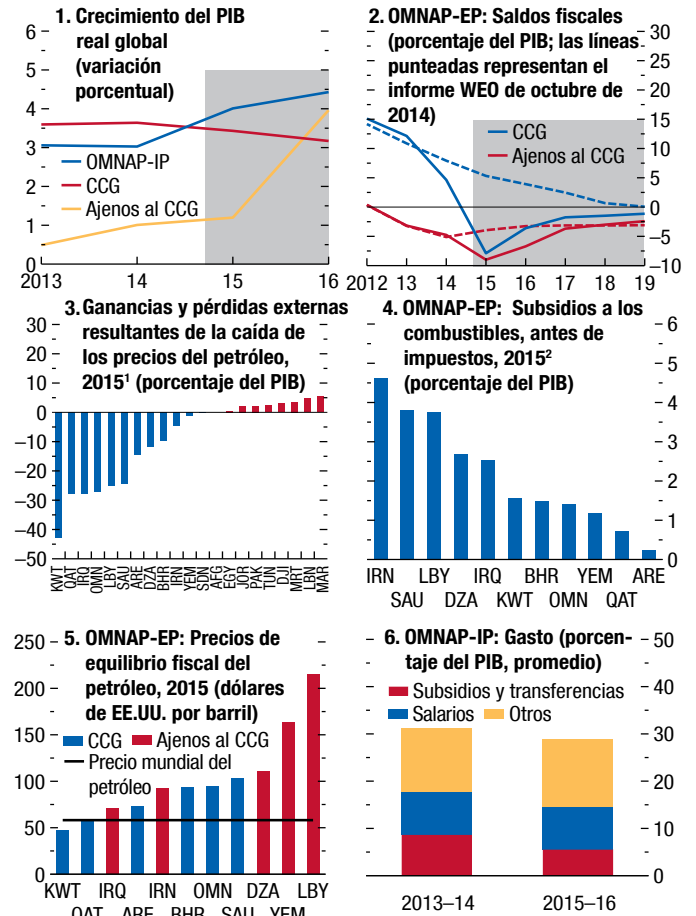 1. Crecimiento del PIB
real global
(variación
porcentual)
6
5
4
3
2
1
0
OMNAP-IP
CCG
Ajenos al CCG
2013 14 15 16
2. OMNAP-EP: Saldos fiscales
(porcentaje del PIB; las líneas
punteadas representan el
informe WEO de octubre de
2014)
CCG
Ajenos al CCG
30
25
20
15
10
5
0
–5
–10
2012 13 14 15 16 17 18 19
3. Ganancias y pérdidas externas
resultantes de la caída de
los precios del petróleo,
2015¹ (porcentaje del PIB)
30
20
10
0
–10
–20
–30
–40
–50
KWT QAT IRQ OMN LBY SAU ARE DZA BHR IRN YEM SDN AFG EGY JOR PAK TUN DJI MRT LBN MAR
4. OMNAP-EP: Subsidios a los
combustibles, antes de
impuestos, 2015²
(porcentaje del PIB)
6
5
4
3
2
1
0
IRN LBY IRQ BHR YEM ARE
SAU DZA KWT OMN QAT
5. OMNAP-EP: Precios de
equilibrio fiscal del
petróleo, 2015 (dólares
de EE.UU. por barril)
CCG Ajenos al CCG
Precio mundial del
petróleo
250
200
150
100
50
0
KWT IRQ IRN OMN DZA LBY
QAT ARE BHR SAU YEM
6. OMNAP-IP: Gasto (porcen-
taje del PIB, promedio)
Subsidios y transferencias
Salarios Otros
50
40
30
20
10
0
2013–14 2015–16